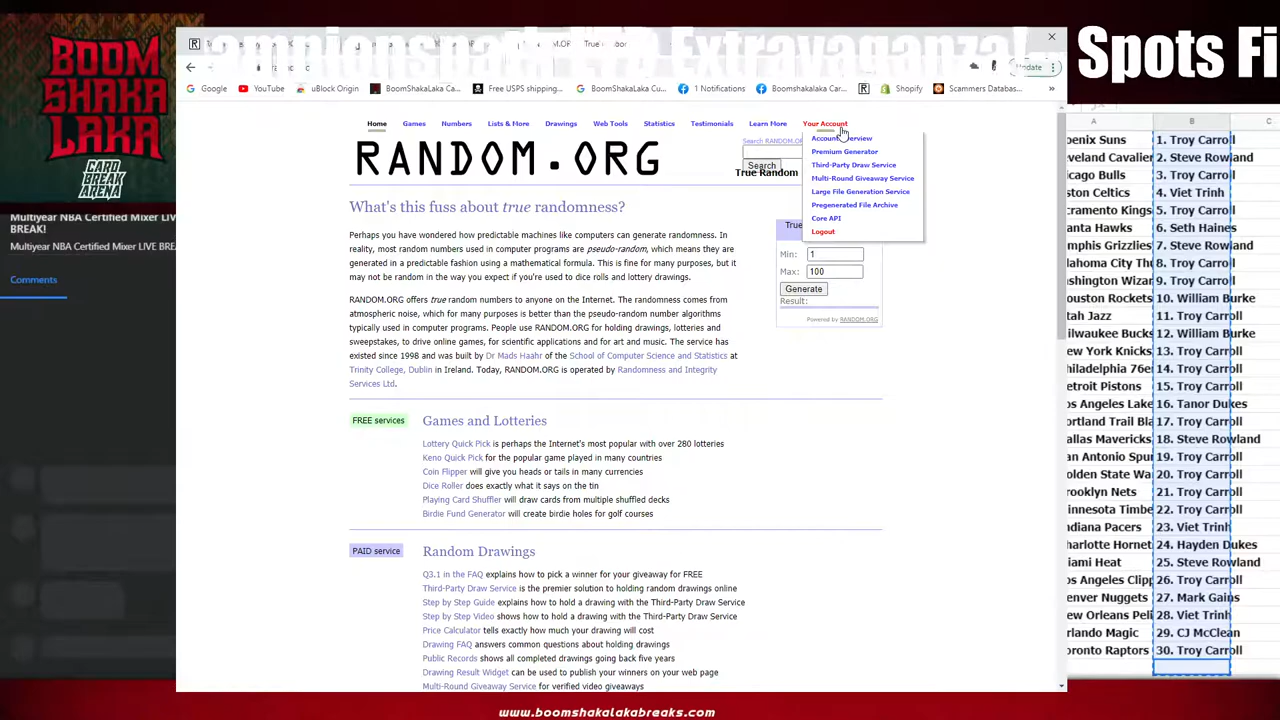 Extravaganza!
Spots Fi
BOOM
SHAKA
LAKA
CARD
BREAK
ARENA
Multiyear NBA Certified Mixer LIVE
BREAK!
Multiyear NBA Certified Mixer LIVE BREA
Comments
Update
Google
YouTube
uBlock Origin
BoomShakaLaka Ca...
Free USPS shipping...
BoomShakaLaka Cu...
1 Notifications
Boomshakalaka Car...
Shopify
Scammers Databas...
Home
Games
Numbers
Lists & More
Drawings
Web Tools
Statistics
Testimonials
Learn More
Your Account
RANDOM.ORG
Search RANDOM.OR
Search
True Random
Premium Generator
Third-Party Draw Service
Multi-Round Giveaway Service
Large File Generation Service
Pregenerated File Archive
Core API
Logout
What's this fuss about true randomness?
Perhaps you have wondered how predictable machines like computers can generate randomness. In
reality, most random numbers used in computer programs are pseudo-random, which means they are
generated in a predictable fashion using a mathematical formula. This is fine for many purposes, but it
may not be random in the way you expect if you're used to dice rolls and lottery drawings.
RANDOM.ORG offers true random numbers to anyone on the Internet. The randomness comes from
atmospheric noise, which for many purposes is better than the pseudo-random number algorithms
typically used in computer programs. People use RANDOM.ORG for holding drawings, lotteries and
sweepstakes, to drive online games, for scientific applications and for art and music. The service has
existed since 1998 and was built by Dr Mads Haahr of the School of Computer Science and Statistics at
Trinity College, Dublin in Ireland. Today, RANDOM.ORG is operated by Randomness and Integrity
Services Ltd.
True
Min: 1
Max: 100
Generate
Result:
Powered by RANDOM.ORG
FREE services
Games and Lotteries
Lottery Quick Pick is perhaps the Internet's most popular with over 280 lotteries
Keno Quick Pick for the popular game played in many countries
Coin Flipper will give you heads or tails in many currencies
Dice Roller does exactly what it says on the tin
Playing Card Shuffler will draw cards from multiple shuffled decks
Birdie Fund Generator will create birdie holes for golf courses
PAID service
Random Drawings
Q3.1 in the FAQ explains how to pick a winner for your giveaway for FREE
Third-Party Draw Service is the premier solution to holding random drawings online
Step by Step Guide explains how to hold a drawing with the Third-Party Draw Service
Step by Step Video shows how to hold a drawing with the Third-Party Draw Service
Price Calculator tells exactly how much your drawing will cost
Drawing FAQ answers common questions about holding drawings
Public Records shows all completed drawings going back five years
Drawing Result Widget can be used to publish your winners on your web page
Multi-Round Giveaway Service for verified video giveaways
A B C
oenix Suns 1. Troy Carroll
eveland Cavalier 2. Steve Rowland
icago Bulls 3. Troy Carroll
ston Celtics 4. Viet Trinh
cramento Kings 5. Troy Carroll
lanta Hawks 6. Seth Haines
emphis Grizzlies 7. Steve Rowland
klahoma City Thu 8. Troy Carroll
ashington Wizar 9. Troy Carroll
ouston Rockets 10. William Burke
tah Jazz 11. Troy Carroll
ilwaukee Bucks 12. William Burke
ew York Knicks 13. Troy Carroll
hiladelphia 76er 14. Troy Carroll
etroit Pistons 15. Troy Carroll
os Angeles Lake 16. Tanor Dukes
ortland Trail Bla 17. Troy Carroll
allas Mavericks 18. Steve Rowland
an Antonio Spur 19. Troy Carroll
olden State Wa 20. Troy Carroll
rooklyn Nets 21. Troy Carroll
innesota Timbe 22. Troy Carroll
ndiana Pacers 23. Viet Trinh
harlotte Hornet 24. Hayden Dukes
iami Heat 25. Steve Rowland
os Angeles Clipp 26. Troy Carroll
enver Nuggets 27. Mark Gains
ew Orleans Peli 28. Viet Trinh
rlando Magic 29. CJ McClean
oronto Raptors 30. Troy Carroll
www.boomshakalakabreaks.com